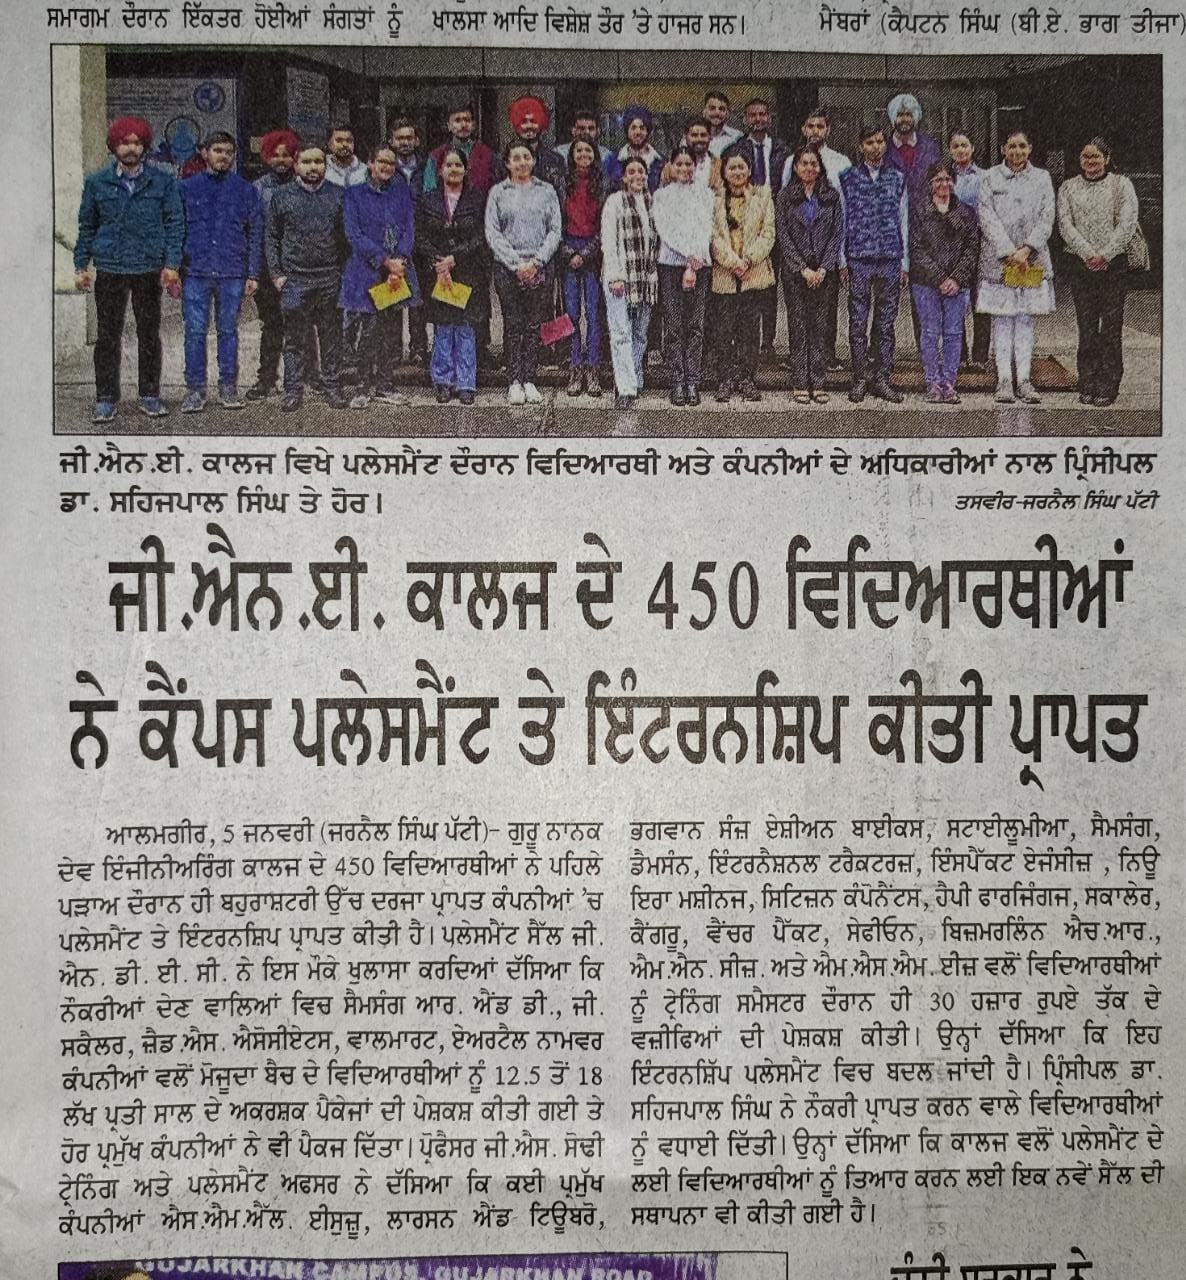 ਸਮਾਗਮ ਦੌਰਾਨ ਇੱਕਤਰ ਹੋਈਆਂ ਸੰਗਤਾਂ ਨੂੰ
ਖਾਲਸਾ ਆਦਿ ਵਿਸ਼ੇਸ਼ ਤੌਰ 'ਤੇ ਹਾਜਰ ਸਨ।
ਮੈਂਬਰਾਂ (ਕੈਪਟਨ ਸਿੰਘ (ਬੀ.ਏ. ਭਾਗ ਤੀਜਾ)
ਜੀ.ਐਨ.ਈ. ਕਾਲਜ ਵਿਖੇ ਪਲੇਸਮੈਂਟ ਦੌਰਾਨ ਵਿਦਿਆਰਥੀ ਅਤੇ ਕੰਪਨੀਆਂ ਦੇ ਅਧਿਕਾਰੀਆਂ ਨਾਲ ਪ੍ਰਿੰਸੀਪਲ
ਡਾ. ਸਹਿਜਪਾਲ ਸਿੰਘ ਤੇ ਹੋਰ।
ਤਸਵੀਰ-ਜਰਨੈਲ ਸਿੰਘ ਪੱਟੀ
ਜੀ.ਐਨ.ਈ. ਕਾਲਜ ਦੇ 450 ਵਿਦਿਆਰਥੀਆਂ
ਨੇ ਕੈਂਪਸ ਪਲੇਸਮੈਂਟ ਤੇ ਇੰਟਰਨਸ਼ਿਪ ਕੀਤੀ ਪ੍ਰਾਪਤ
ਆਲਮਗੀਰ, 5 ਜਨਵਰੀ (ਜਰਨੈਲ ਸਿੰਘ ਪੱਟੀ)- ਗੁਰੂ ਨਾਨਕ
ਦੇਵ ਇੰਜੀਨੀਅਰਿੰਗ ਕਾਲਜ ਦੇ 450 ਵਿਦਿਆਰਥੀਆਂ ਨੇ ਪਹਿਲੇ
ਪੜਾਅ ਦੌਰਾਨ ਹੀ ਬਹੁਰਾਸ਼ਟਰੀ ਉੱਚ ਦਰਜਾ ਪ੍ਰਾਪਤ ਕੰਪਨੀਆਂ 'ਚ
ਪਲੇਸਮੈਂਟ ਤੇ ਇੰਟਰਨਸ਼ਿਪ ਪ੍ਰਾਪਤ ਕੀਤੀ ਹੈ। ਪਲੇਸਮੈਂਟ ਸੈੱਲ ਜੀ.
ਐਨ. ਡੀ. ਈ. ਸੀ. ਨੇ ਇਸ ਮੌਕੇ ਖੁਲਾਸਾ ਕਰਦਿਆਂ ਦੱਸਿਆ ਕਿ
ਨੌਕਰੀਆਂ ਦੇਣ ਵਾਲਿਆਂ ਵਿਚ ਸੈਮਸੰਗ ਆਰ. ਐਂਡ ਡੀ., ਜੀ.
ਸਕੈਲਰ, ਜ਼ੈਡ.ਐਸ. ਐਸੋਸੀਏਟਸ, ਵਾਲਮਾਰਟ, ਏਅਰਟੈਲ ਨਾਮਵਰ
ਕੰਪਨੀਆਂ ਵਲੋਂ ਮੌਜੂਦਾ ਬੈਚ ਦੇ ਵਿਦਿਆਰਥੀਆਂ ਨੂੰ 12.5 ਤੋਂ 18
ਲੱਖ ਪ੍ਰਤੀ ਸਾਲ ਦੇ ਅਕਰਸ਼ਕ ਪੈਕੇਜਾਂ ਦੀ ਪੇਸ਼ਕਸ਼ ਕੀਤੀ ਗਈ ਤੇ
ਹੋਰ ਪ੍ਰਮੁੱਖ ਕੰਪਨੀਆਂ ਨੇ ਵੀ ਪੈਕਜ ਦਿੱਤਾ। ਪ੍ਰੋਫੈਸਰ ਜੀ.ਐਸ. ਸੋਢੀ
ਟ੍ਰੇਨਿੰਗ ਅਤੇ ਪਲੇਸਮੈਂਟ ਅਫਸਰ ਨੇ ਦੱਸਿਆ ਕਿ ਕਈ ਪ੍ਰਮੁੱਖ
ਕੰਪਨੀਆਂ ਐਸ.ਐਮ.ਐੱਲ. ਈਸੂਜ਼ੂ, ਲਾਰਸਨ ਐਂਡ ਟਿਊਬਰੋ,
ਭਗਵਾਨ ਸੰਜ਼ ਏਸ਼ੀਅਨ ਬਾਈਕਸ, ਸਟਾਈਲੂਮੀਆ, ਸੈਮਸੰਗ,
ਡੈਮਸੰਨ, ਇੰਟਰਨੈਸ਼ਨਲ ਟਰੈਕਟਰਜ਼, ਇੰਸਪੈੱਕਟ ਏਜੰਸੀਜ਼ , ਨਿਊ
ਇਰਾ ਮਸ਼ੀਨਜ, ਸਿਟਿਜ਼ਨ ਕੰਪੋਨੈਂਟਸ, ਹੈਪੀ ਫਾਰਜਿੰਗਜ, ਸਕਾਲੇਰ,
ਕੈਂਗਰੂ, ਵੈਂਚਰ ਪੈੱਕਟ, ਸੇਫੀਓਨ, ਬਿਜ਼ਮਰਲਿਨ ਐਚ.ਆਰ.,
ਐਮ.ਐਨ. ਸੀਜ਼. ਅਤੇ ਐਮ.ਐਸ.ਐਮ. ਈਜ਼ ਵਲੋਂ ਵਿਦਿਆਰਥੀਆਂ
ਨੂੰ ਟ੍ਰੇਨਿੰਗ ਸਮੈਸਟਰ ਦੌਰਾਨ ਹੀ 30 ਹਜ਼ਾਰ ਰੁਪਏ ਤੱਕ ਦੇ
ਵਜ਼ੀਫਿਆਂ ਦੀ ਪੇਸ਼ਕਸ਼ ਕੀਤੀ। ਉਨ੍ਹਾਂ ਦੱਸਿਆ ਕਿ ਇਹ
ਇੰਟਰਨਸ਼ਿੱਪ ਪਲੇਸਮੈਂਟ ਵਿਚ ਬਦਲ ਜਾਂਦੀ ਹੈ। ਪ੍ਰਿੰਸੀਪਲ ਡਾ.
ਸਹਿਜਪਾਲ ਸਿੰਘ ਨੇ ਨੌਕਰੀ ਪ੍ਰਾਪਤ ਕਰਨ ਵਾਲੇ ਵਿਦਿਆਰਥੀਆਂ
ਨੂੰ ਵਧਾਈ ਦਿੱਤੀ। ਉਨ੍ਹਾਂ ਦੱਸਿਆ ਕਿ ਕਾਲਜ ਵਲੋਂ ਪਲੇਸਮੈਂਟ ਦੇ
ਲਈ ਵਿਦਿਆਰਥੀਆਂ ਨੂੰ ਤਿਆਰ ਕਰਨ ਲਈ ਇਕ ਨਵੇਂ ਸੈੱਲ ਦੀ
ਸਥਾਪਨਾ ਵੀ ਕੀਤੀ ਗਈ ਹੈ।
GUJARKHAN CAMPUS, GUJARKHAN ROAD